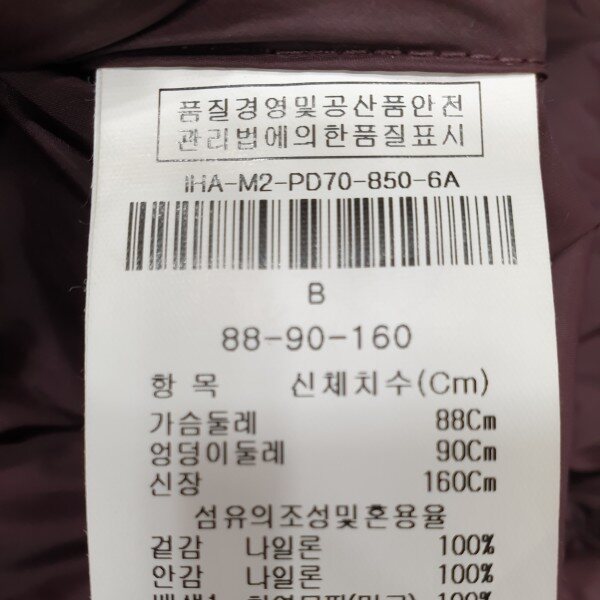 품질경영및공산품안전
관리법에의한품질표시
IHA-M2-PD70-850-6A
B
88-90-160
항 목 신체치수(Cm)
가슴둘레 88Cm
엉덩이둘레 90Cm
신장 160Cm
섬유의조성및혼용율
겉감 나일론 100%
안감 나일론 100%
100%